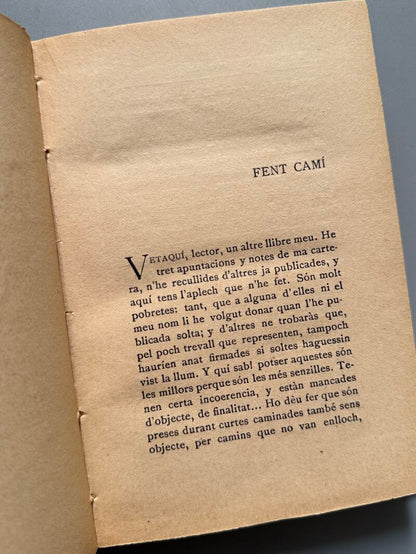 FENT CAMÍ
VETAQUÍ, lector, un altre llibre meu. He
tret apuntacions y notes de ma carte-
ra, n'he recullides d'altres ja publicades, y
aquí tens l'aplech que n'he fet. Són molt
pobretes: tant, que a alguna d'elles ni el
meu nom li he volgut donar quan l'he pu-
blicada solta; y d'altres ne trobaràs que,
pel poch trevall que representen, tampoch
hauríen anat firmades si soltes haguessin
vist la llum. Y qui sab! potser aquestes són
les millors perque són les més senzilles. Te-
nen certa incoerencia, y estàn mancades
d'objecte, de finalitat... Ho dèu fer que són
preses durant curtes caminades també sens
objecte, per camins que no van enlloch,